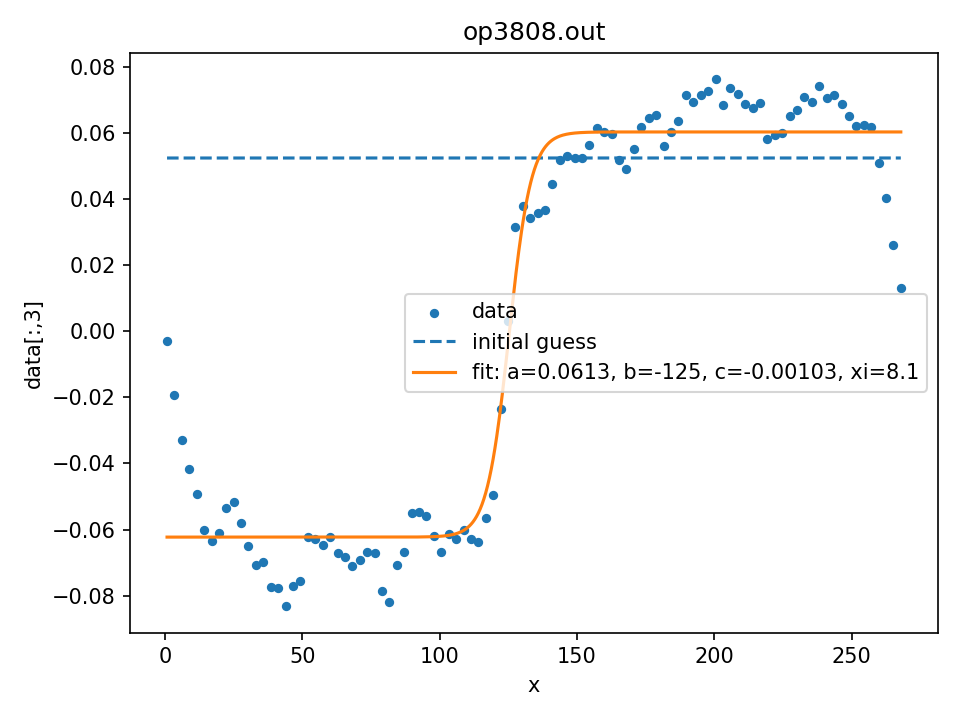 op3808.out
0.08
0.06
0.04
0.02
0.00
−0.02
−0.04
−0.06
−0.08
data[:,3]
data
initial guess
fit: a=0.0613, b=-125, c=-0.00103, xi=8.1
0 50 100 150 200 250
x